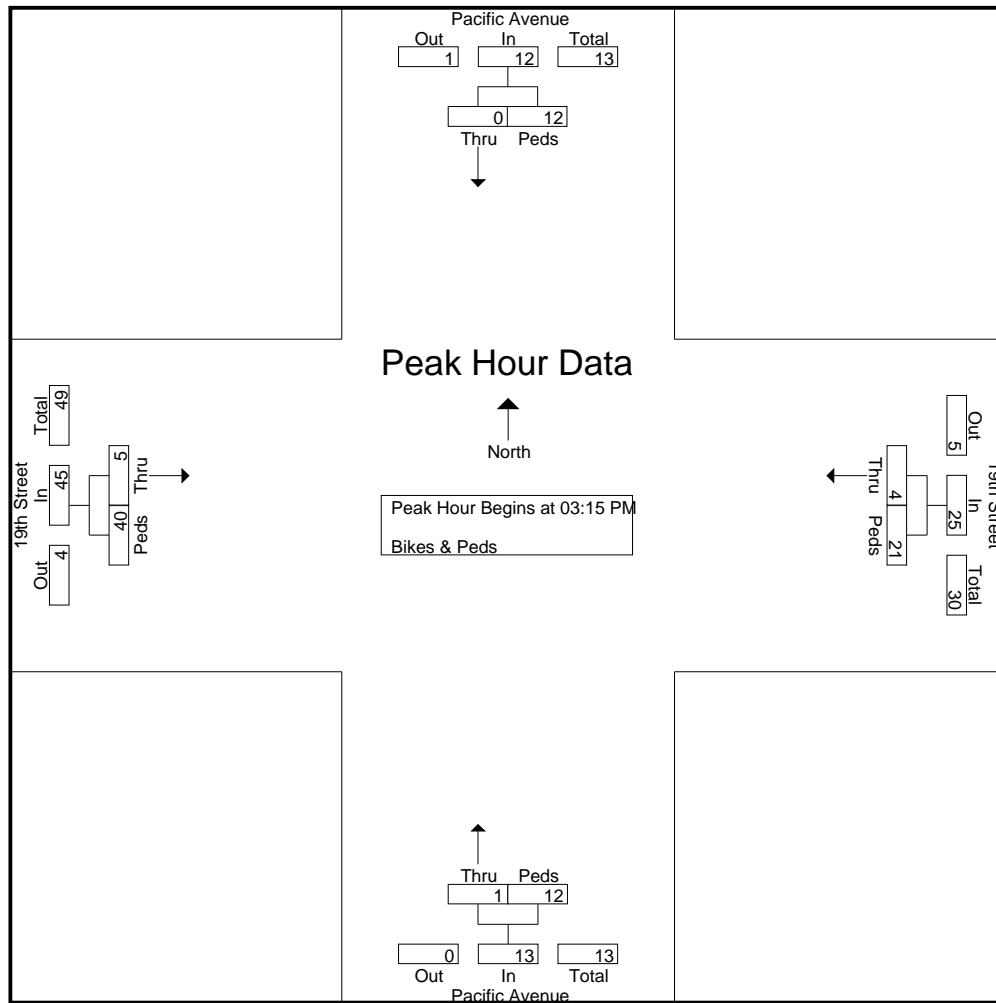 Pacific Avenue
Out In Total
1 12 13
0 12
Thru Peds
Peak Hour Data
North
Peak Hour Begins at 03:15 PM
Bikes & Peds
19th Street
Total In Out
49 45 4
5 40
Thru Peds
19th Street
Out In Total
5 25 30
4 21
Thru Peds
Thru Peds
1 12
0 13 13
Out In Total
Pacific Avenue